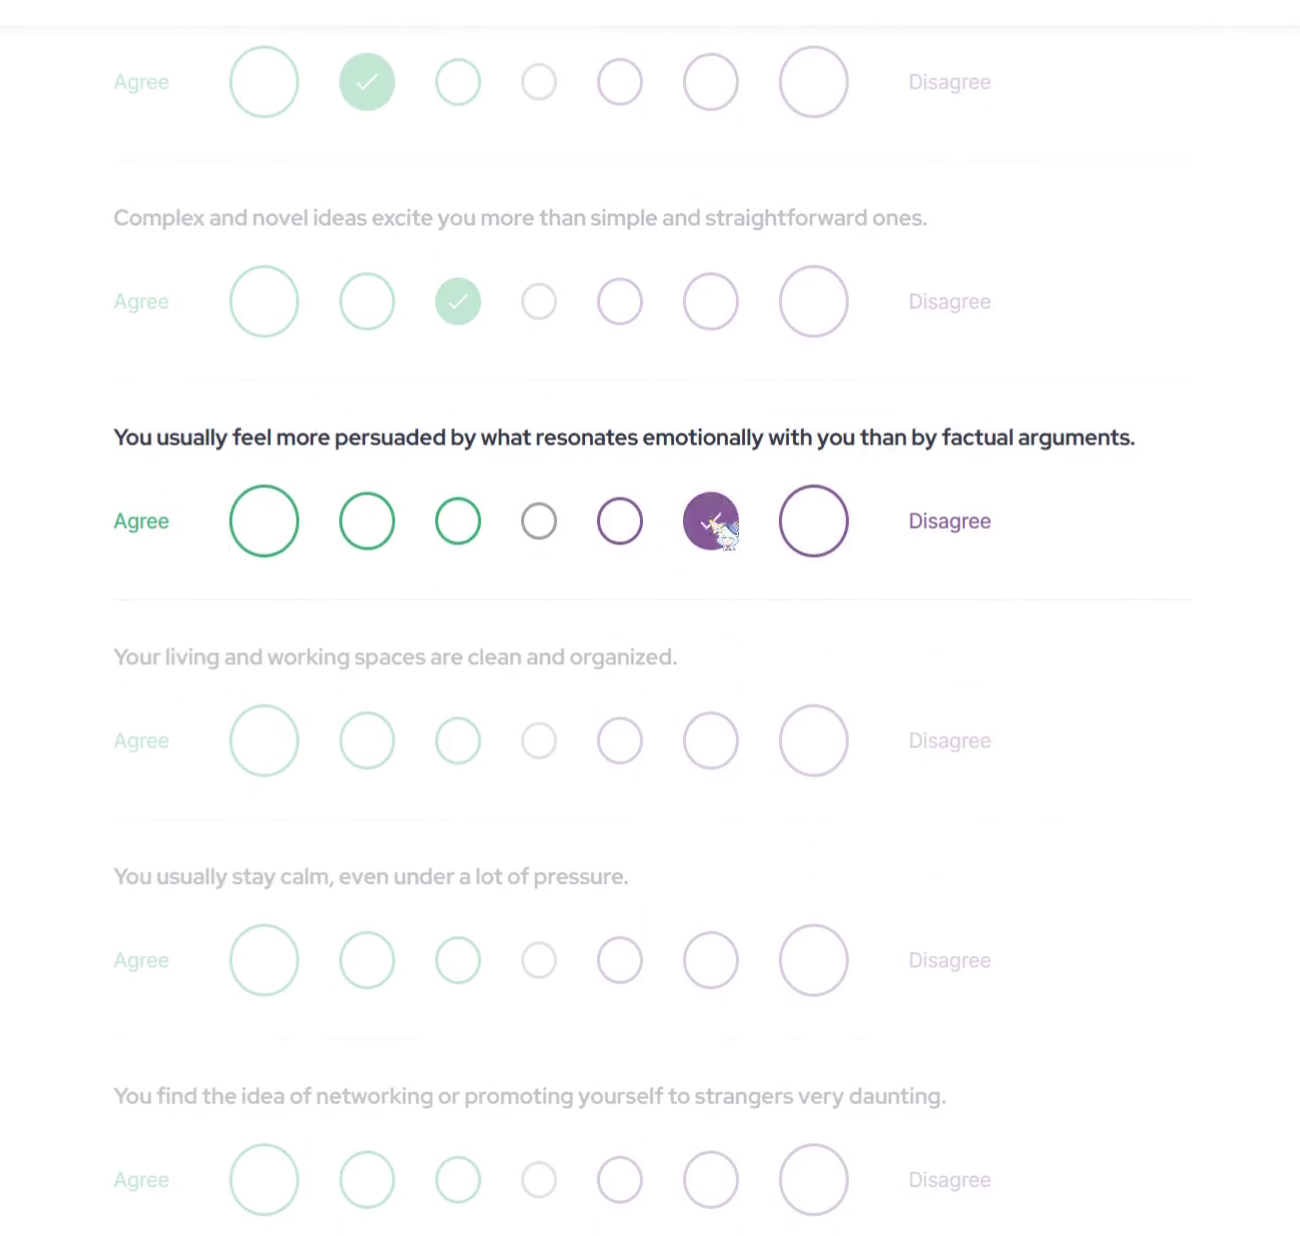 Agree Disagree
Complex and novel ideas excite you more than simple and straightforward ones.
Agree Disagree
You usually feel more persuaded by what resonates emotionally with you than by factual arguments.
Agree Disagree
Your living and working spaces are clean and organized.
Agree Disagree
You usually stay calm, even under a lot of pressure.
Agree Disagree
You find the idea of networking or promoting yourself to strangers very daunting.
Agree Disagree